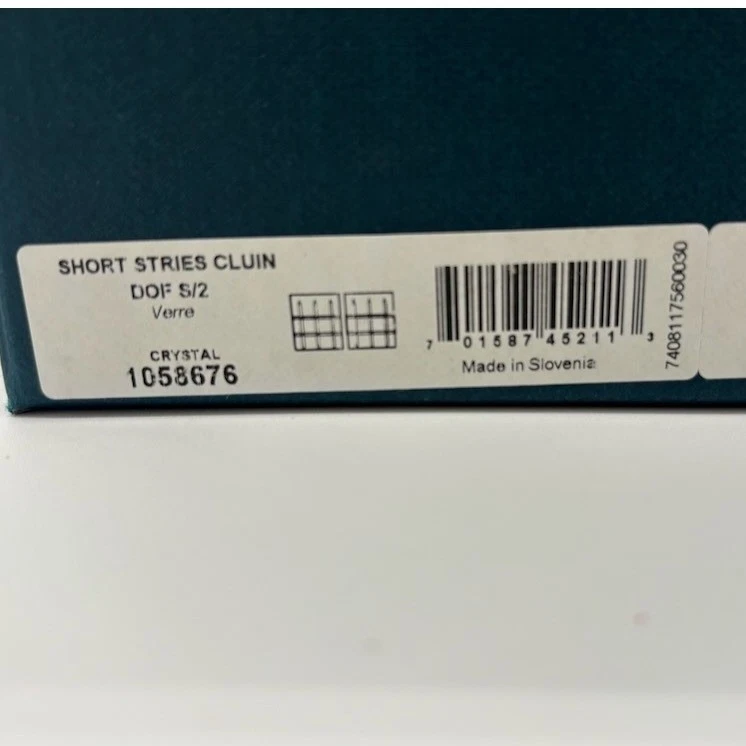 SHORT STRIES CLUIN
DOF S/2
Verre
CRYSTAL
1058676
7 01587 45211 3
Made in Slovenia
7408117560030